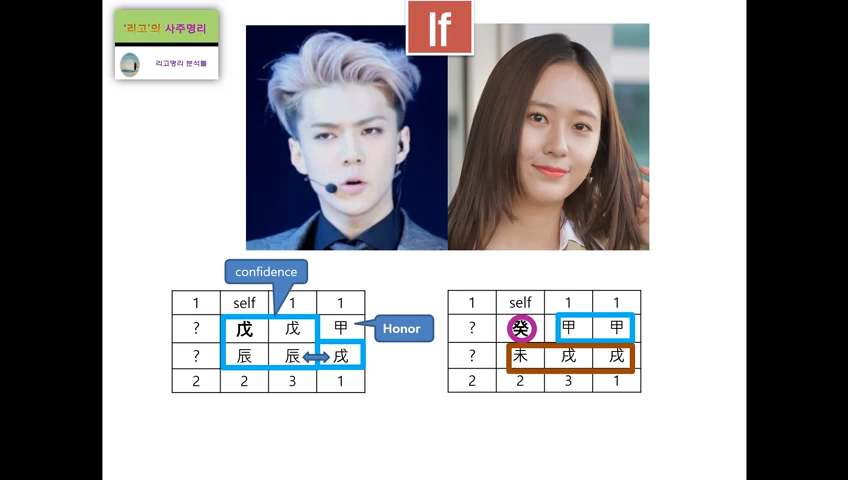 '리고'의 사주명리
리고명리 분석툴
If
confidence
1 self 1 1
? 戊 戊 甲
? 辰 辰 戌
2 2 3 1
Honor
1 self 1 1
? 癸 甲 甲
? 未 戌 戌
2 2 3 1